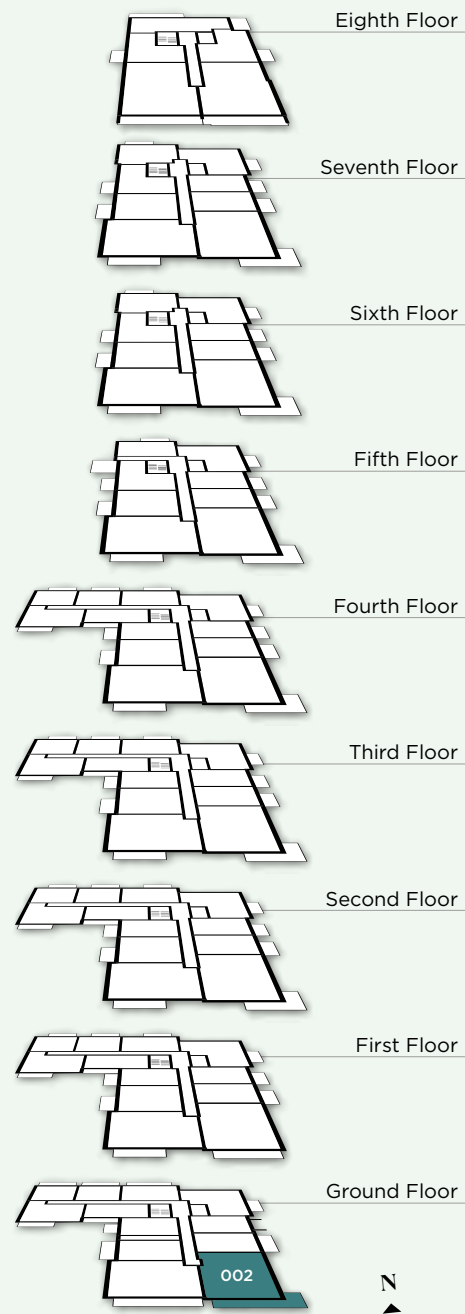 Eighth Floor
Seventh Floor
Sixth Floor
Fifth Floor
Fourth Floor
Third Floor
Second Floor
First Floor
Ground Floor
002
N